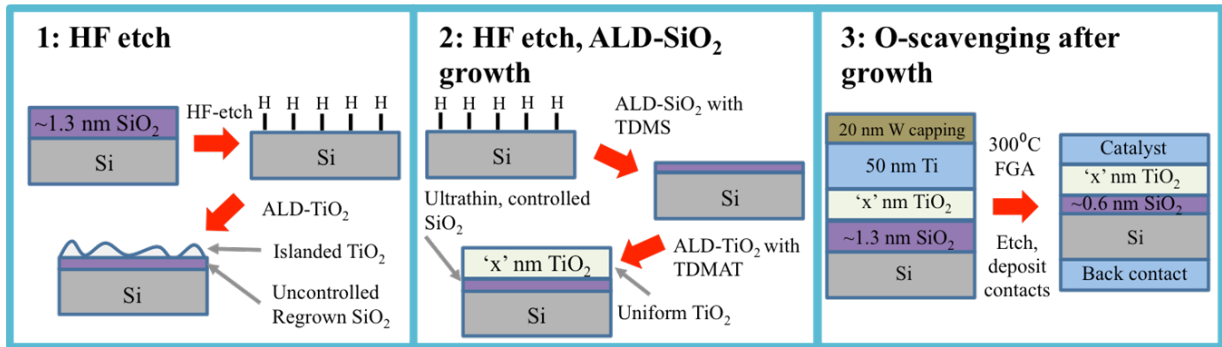 1: HF etch
~1.3 nm SiO₂
Si
HF-etch
H H H H H
Si
ALD-TiO₂
Islanded TiO₂
Uncontrolled
Regrown SiO₂
Si
2: HF etch, ALD-SiO₂
growth
H H H H H
Si
ALD-SiO₂ with
TDMS
Si
Ultrathin, controlled
SiO₂
ALD-TiO₂ with
TDMAT
'x' nm TiO₂
Si
Uniform TiO₂
3: O-scavenging after
growth
20 nm W capping
50 nm Ti
'x' nm TiO₂
~1.3 nm SiO₂
Si
300⁰C
FGA
Etch,
deposit
contacts
Catalyst
'x' nm TiO₂
~0.6 nm SiO₂
Si
Back contact